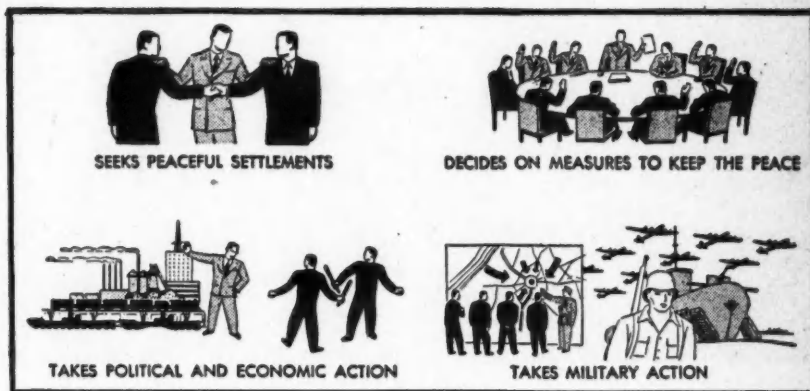 SEEKS PEACEFUL SETTLEMENTS
DECIDES ON MEASURES TO KEEP THE PEACE
TAKES POLITICAL AND ECONOMIC ACTION
TAKES MILITARY ACTION